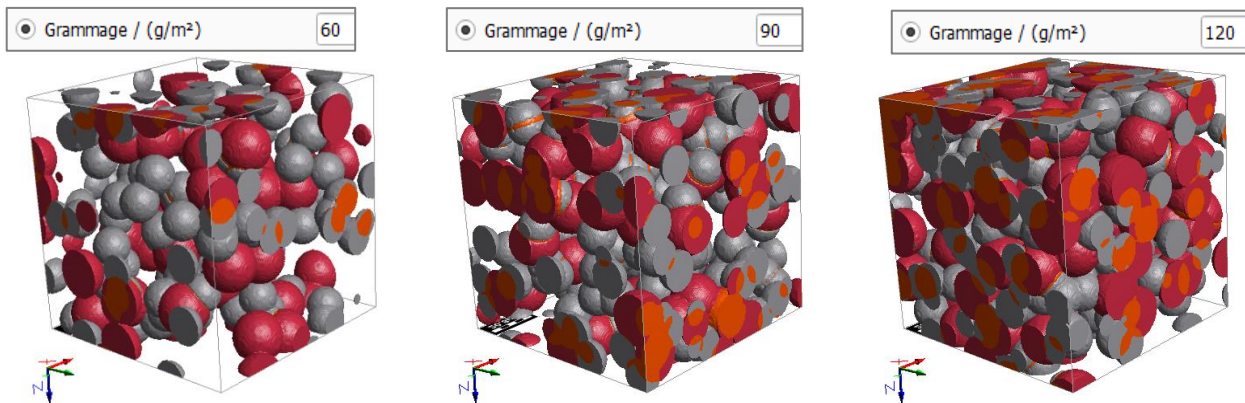 Grammage / (g/m²) 60
Grammage / (g/m²) 90
Grammage / (g/m²) 120
X
Z
X
Z
X
Z